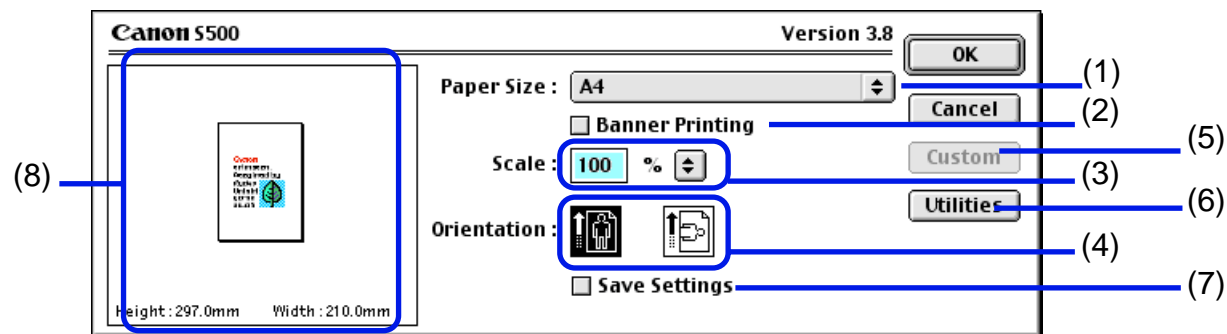 Canon S500 Version 3.8
OK
Paper Size : A4 (1)
Cancel
Banner Printing (2)
Custom (5)
Scale : 100 % (3)
(8)
Canon
Utilities (6)
Orientation : (4)
Save Settings (7)
Height : 297.0mm Width : 210.0mm